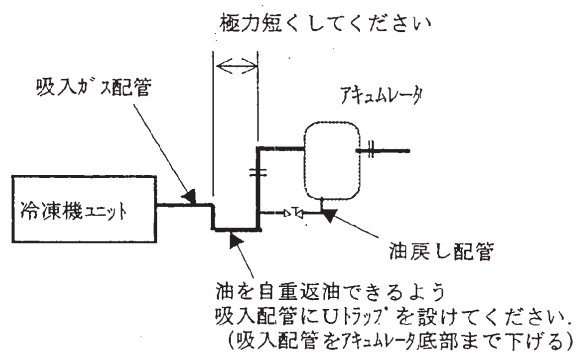 極力短くしてください
吸入ｶﾞｽ配管
ｱｷｭﾑﾚｰﾀ
冷凍機ﾕﾆｯﾄ
油戻し配管
油を自重返油できるよう
吸入配管にUﾄﾗｯﾌﾟを設けてください.
(吸入配管をｱｷｭﾑﾚｰﾀ底部まで下げる)